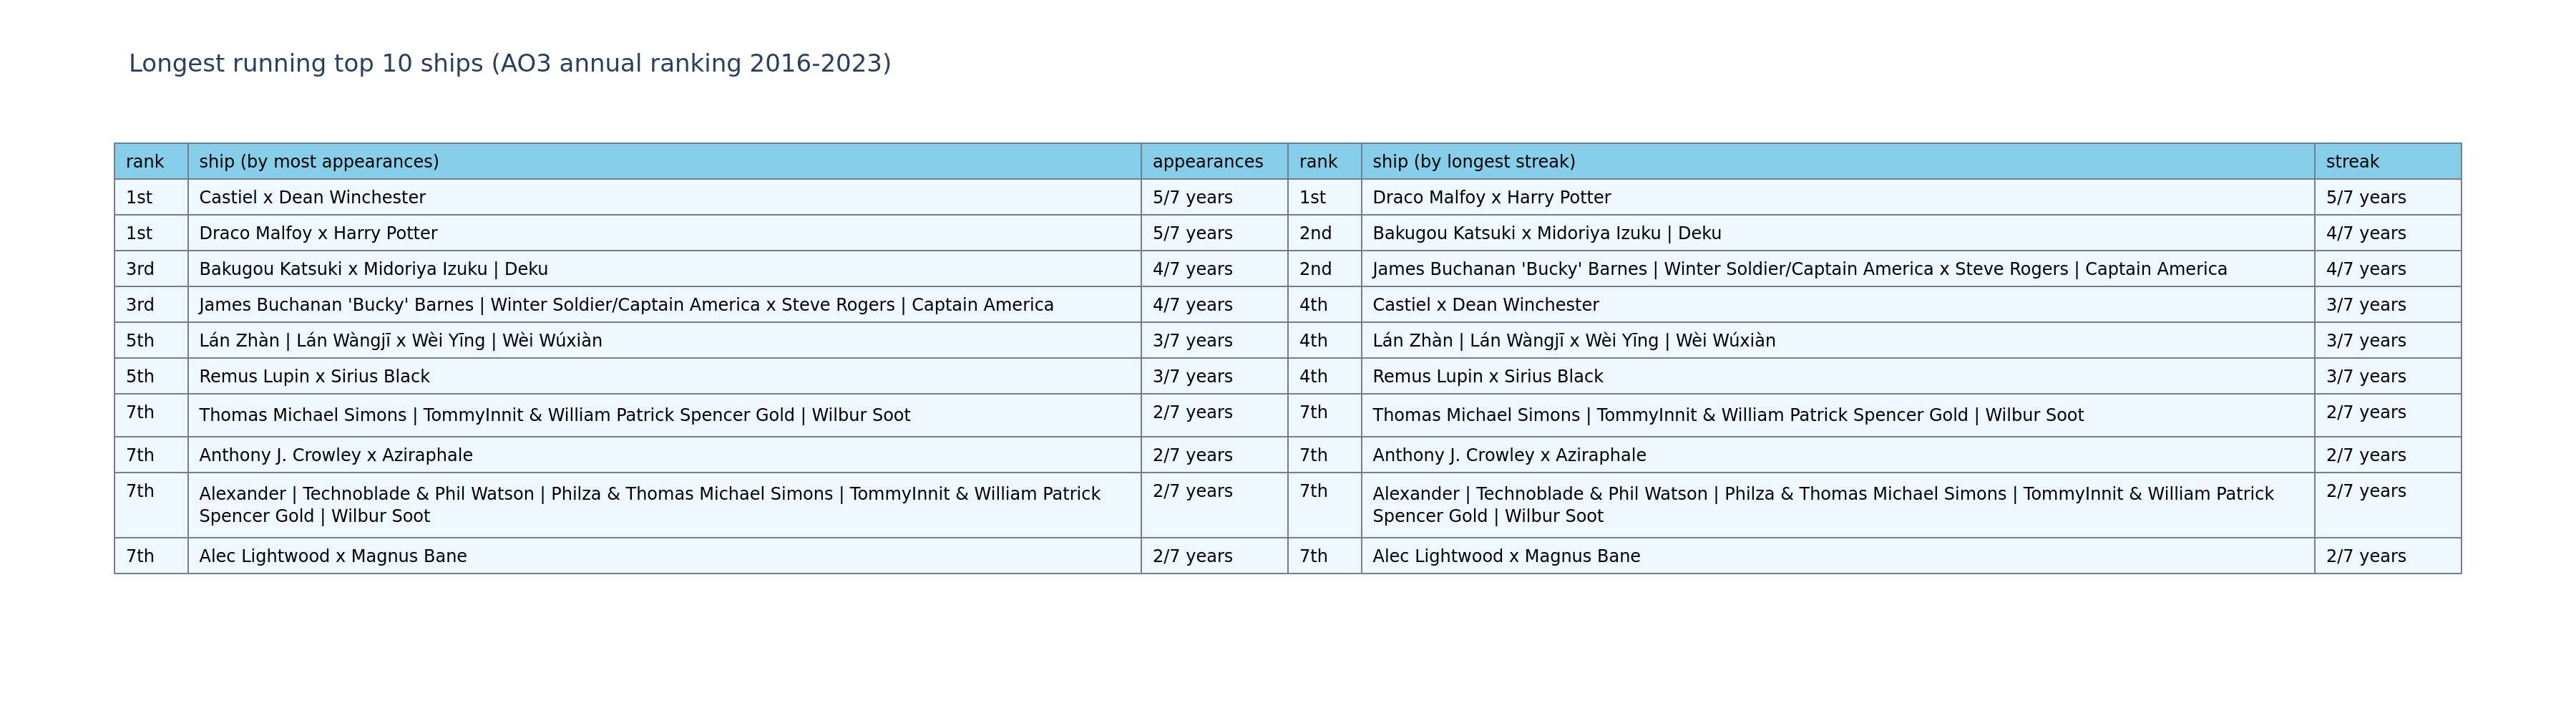 Longest running top 10 ships (AO3 annual ranking 2016-2023)
rank ship (by most appearances) appearances rank ship (by longest streak) streak
1st Castiel x Dean Winchester 5/7 years 1st Draco Malfoy x Harry Potter 5/7 years
1st Draco Malfoy x Harry Potter 5/7 years 2nd Bakugou Katsuki x Midoriya Izuku | Deku 4/7 years
3rd Bakugou Katsuki x Midoriya Izuku | Deku 4/7 years 2nd James Buchanan 'Bucky' Barnes | Winter Soldier/Captain America x Steve Rogers | Captain America 4/7 years
3rd James Buchanan 'Bucky' Barnes | Winter Soldier/Captain America x Steve Rogers | Captain America 4/7 years 4th Castiel x Dean Winchester 3/7 years
5th Lán Zhàn | Lán Wàngjī x Wèi Yīng | Wèi Wúxiàn 3/7 years 4th Lán Zhàn | Lán Wàngjī x Wèi Yīng | Wèi Wúxiàn 3/7 years
5th Remus Lupin x Sirius Black 3/7 years 4th Remus Lupin x Sirius Black 3/7 years
7th Thomas Michael Simons | TommyInnit & William Patrick Spencer Gold | Wilbur Soot 2/7 years 7th Thomas Michael Simons | TommyInnit & William Patrick Spencer Gold | Wilbur Soot 2/7 years
7th Anthony J. Crowley x Aziraphale 2/7 years 7th Anthony J. Crowley x Aziraphale 2/7 years
7th Alexander | Technoblade & Phil Watson | Philza & Thomas Michael Simons | TommyInnit & William Patrick 2/7 years 7th Alexander | Technoblade & Phil Watson | Philza & Thomas Michael Simons | TommyInnit & William Patrick 2/7 years
Spencer Gold | Wilbur Soot Spencer Gold | Wilbur Soot
7th Alec Lightwood x Magnus Bane 2/7 years 7th Alec Lightwood x Magnus Bane 2/7 years